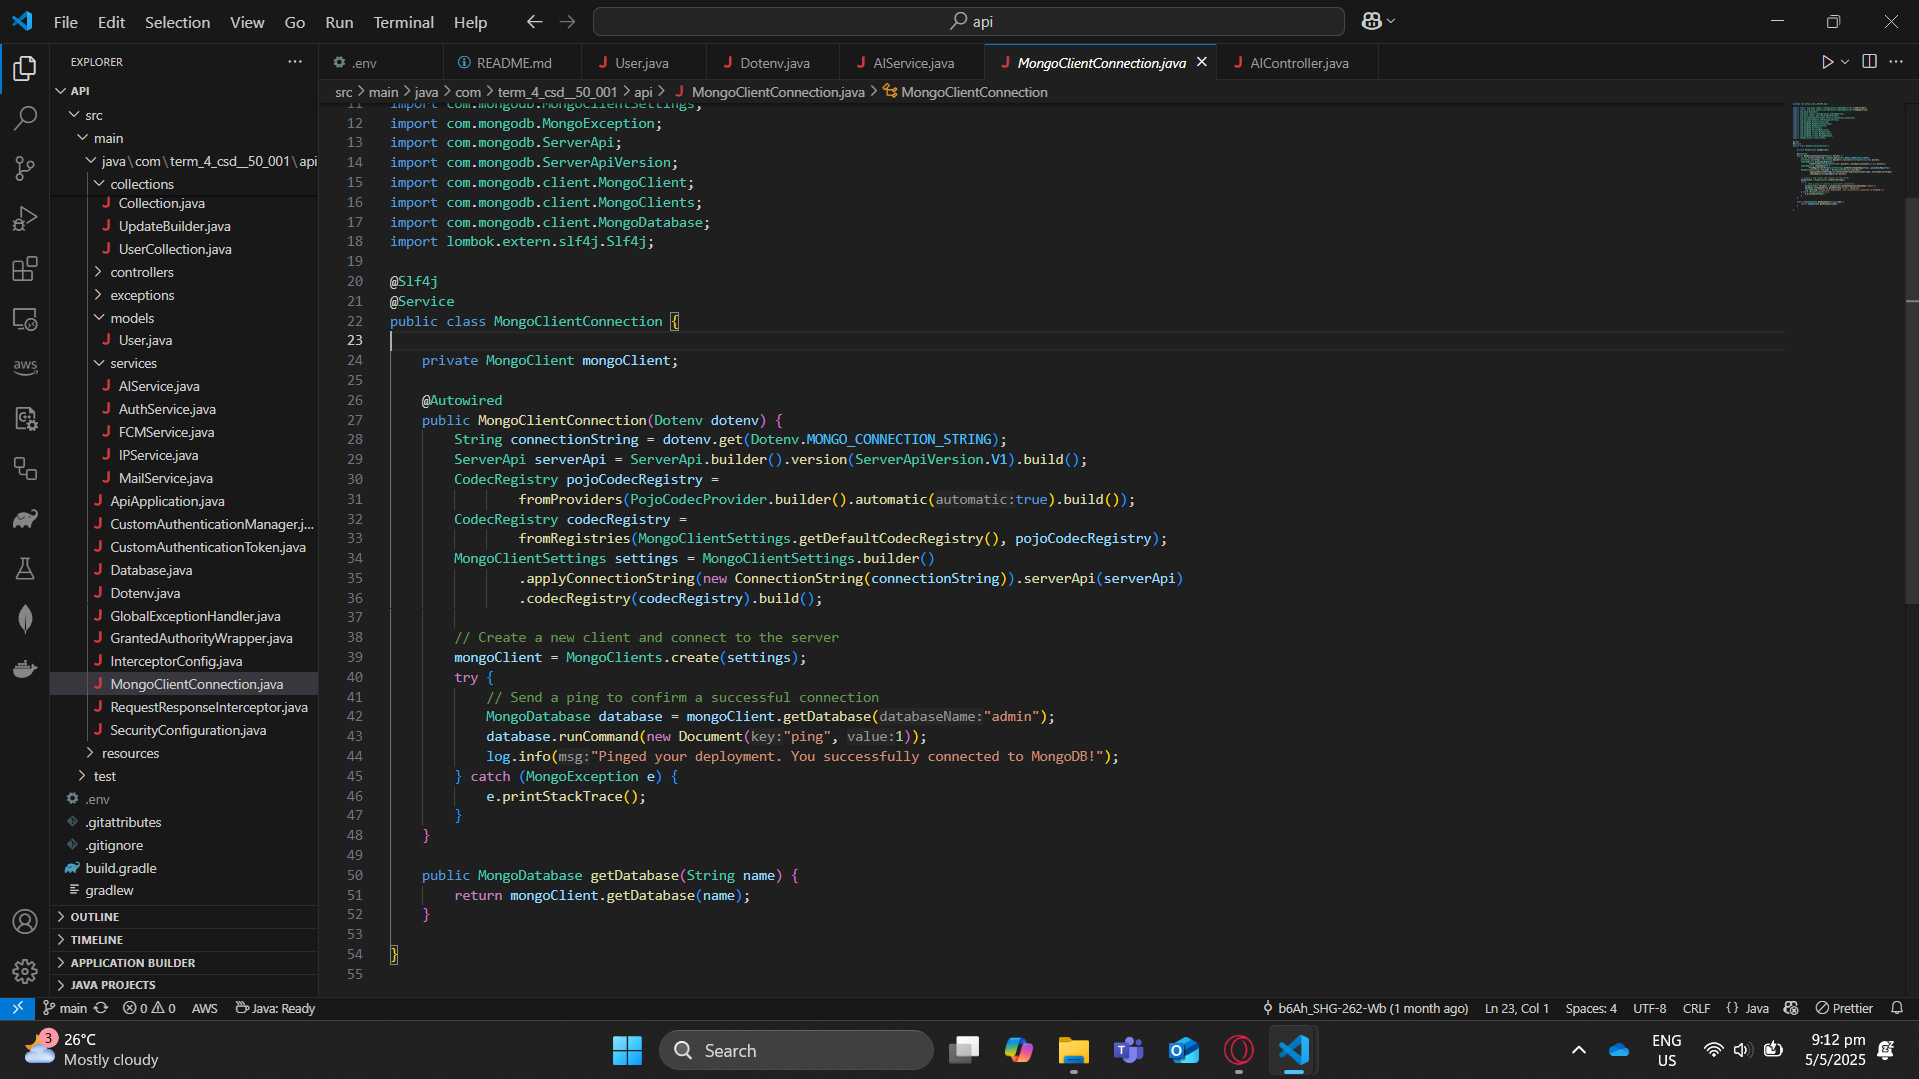 File Edit Selection View Go Run Terminal Help
api
EXPLORER
API
src
main
java\com\term_4_csd__50_001\api
collections
Collection.java
UpdateBuilder.java
UserCollection.java
controllers
exceptions
models
User.java
services
AIService.java
AuthService.java
FCMService.java
IPService.java
MailService.java
ApiApplication.java
CustomAuthenticationManager.j...
CustomAuthenticationToken.java
Database.java
Dotenv.java
GlobalExceptionHandler.java
GrantedAuthorityWrapper.java
InterceptorConfig.java
MongoClientConnection.java
RequestResponseInterceptor.java
SecurityConfiguration.java
resources
test
.env
.gitattributes
.gitignore
build.gradle
gradlew
OUTLINE
TIMELINE
APPLICATION BUILDER
JAVA PROJECTS
aws
.env README.md User.java Dotenv.java AIService.java MongoClientConnection.java AIController.java
src > main > java > com > term_4_csd__50_001 > api > MongoClientConnection.java > MongoClientConnection
11 import com.mongodb.MongoClientSettings;
12 import com.mongodb.MongoException;
13 import com.mongodb.ServerApi;
14 import com.mongodb.ServerApiVersion;
15 import com.mongodb.client.MongoClient;
16 import com.mongodb.client.MongoClients;
17 import com.mongodb.client.MongoDatabase;
18 import lombok.extern.slf4j.Slf4j;
19
20 @Slf4j
21 @Service
22 public class MongoClientConnection {
23
24 private MongoClient mongoClient;
25
26 @Autowired
27 public MongoClientConnection(Dotenv dotenv) {
28 String connectionString = dotenv.get(Dotenv.MONGO_CONNECTION_STRING);
29 ServerApi serverApi = ServerApi.builder().version(ServerApiVersion.V1).build();
30 CodecRegistry pojoCodecRegistry =
31 fromProviders(PojoCodecProvider.builder().automatic(automatic:true).build());
32 CodecRegistry codecRegistry =
33 fromRegistries(MongoClientSettings.getDefaultCodecRegistry(), pojoCodecRegistry);
34 MongoClientSettings settings = MongoClientSettings.builder()
35 .applyConnectionString(new ConnectionString(connectionString)).serverApi(serverApi)
36 .codecRegistry(codecRegistry).build();
37
38 // Create a new client and connect to the server
39 mongoClient = MongoClients.create(settings);
40 try {
41 // Send a ping to confirm a successful connection
42 MongoDatabase database = mongoClient.getDatabase(databaseName:"admin");
43 database.runCommand(new Document(key:"ping", value:1));
44 log.info(msg:"Pinged your deployment. You successfully connected to MongoDB!");
45 } catch (MongoException e) {
46 e.printStackTrace();
47 }
48 }
49
50 public MongoDatabase getDatabase(String name) {
51 return mongoClient.getDatabase(name);
52 }
53
54 }
55
main 0 0 AWS Java: Ready b6Ah_SHG-262-Wb (1 month ago) Ln 23, Col 1 Spaces: 4 UTF-8 CRLF {} Java Prettier
3
26°C
Mostly cloudy
Search
ENG
US
9:12 pm
5/5/2025